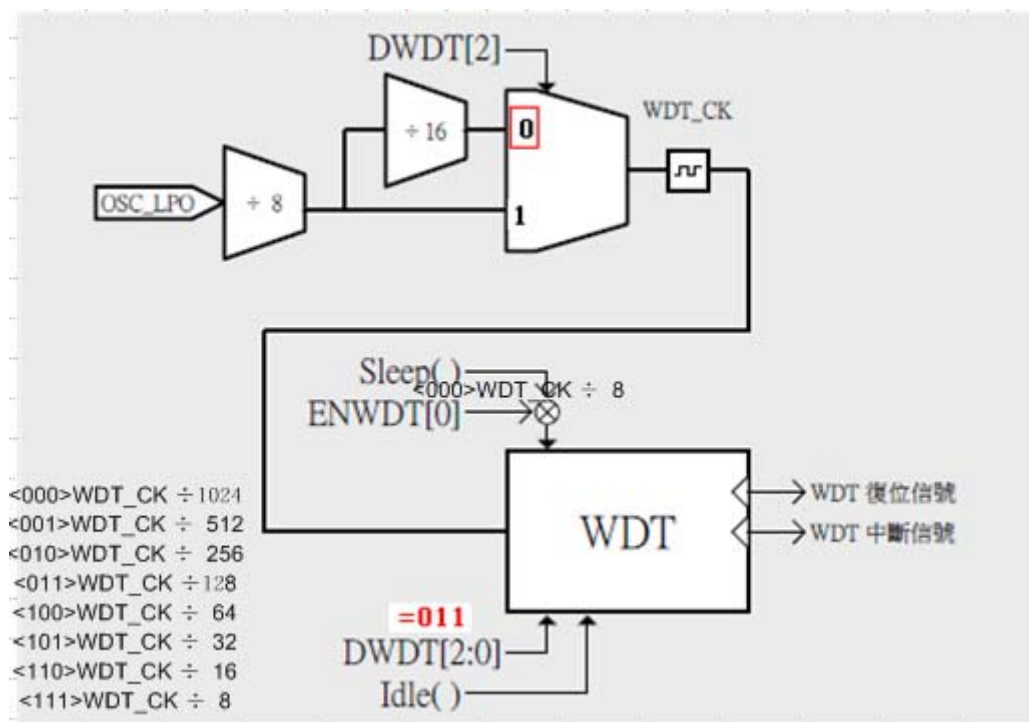 DWDT[2]
WDT_CK
÷ 16
0
OSC_LPO
÷ 8
1
Sleep( )
<000>WDT_CK ÷ 8
ENWDT[0]
<000>WDT_CK ÷1024
<001>WDT_CK ÷ 512
<010>WDT_CK ÷ 256
<011>WDT_CK ÷128
<100>WDT_CK ÷ 64
<101>WDT_CK ÷ 32
<110>WDT_CK ÷ 16
<111>WDT_CK ÷ 8
WDT
WDT 復位信號
WDT 中斷信號
=011
DWDT[2:0]
Idle( )